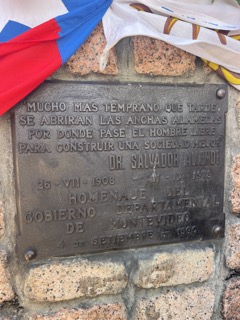 "MUCHO MAS TEMPRANO QUE TARDE
SE ABRIRAN LAS ANCHAS ALAMEDAS
POR DONDE PASE EL HOMBRE LIBRE
PARA CONSTRUIR UNA SOCIEDAD MEJOR"
DR. SALVADOR ALLENDE
26-VII-1908
HOMENAJE DEL
GOBIERNO DEPARTAMENTAL
DE MONTEVIDEO
4 DE SETIEMBRE DE